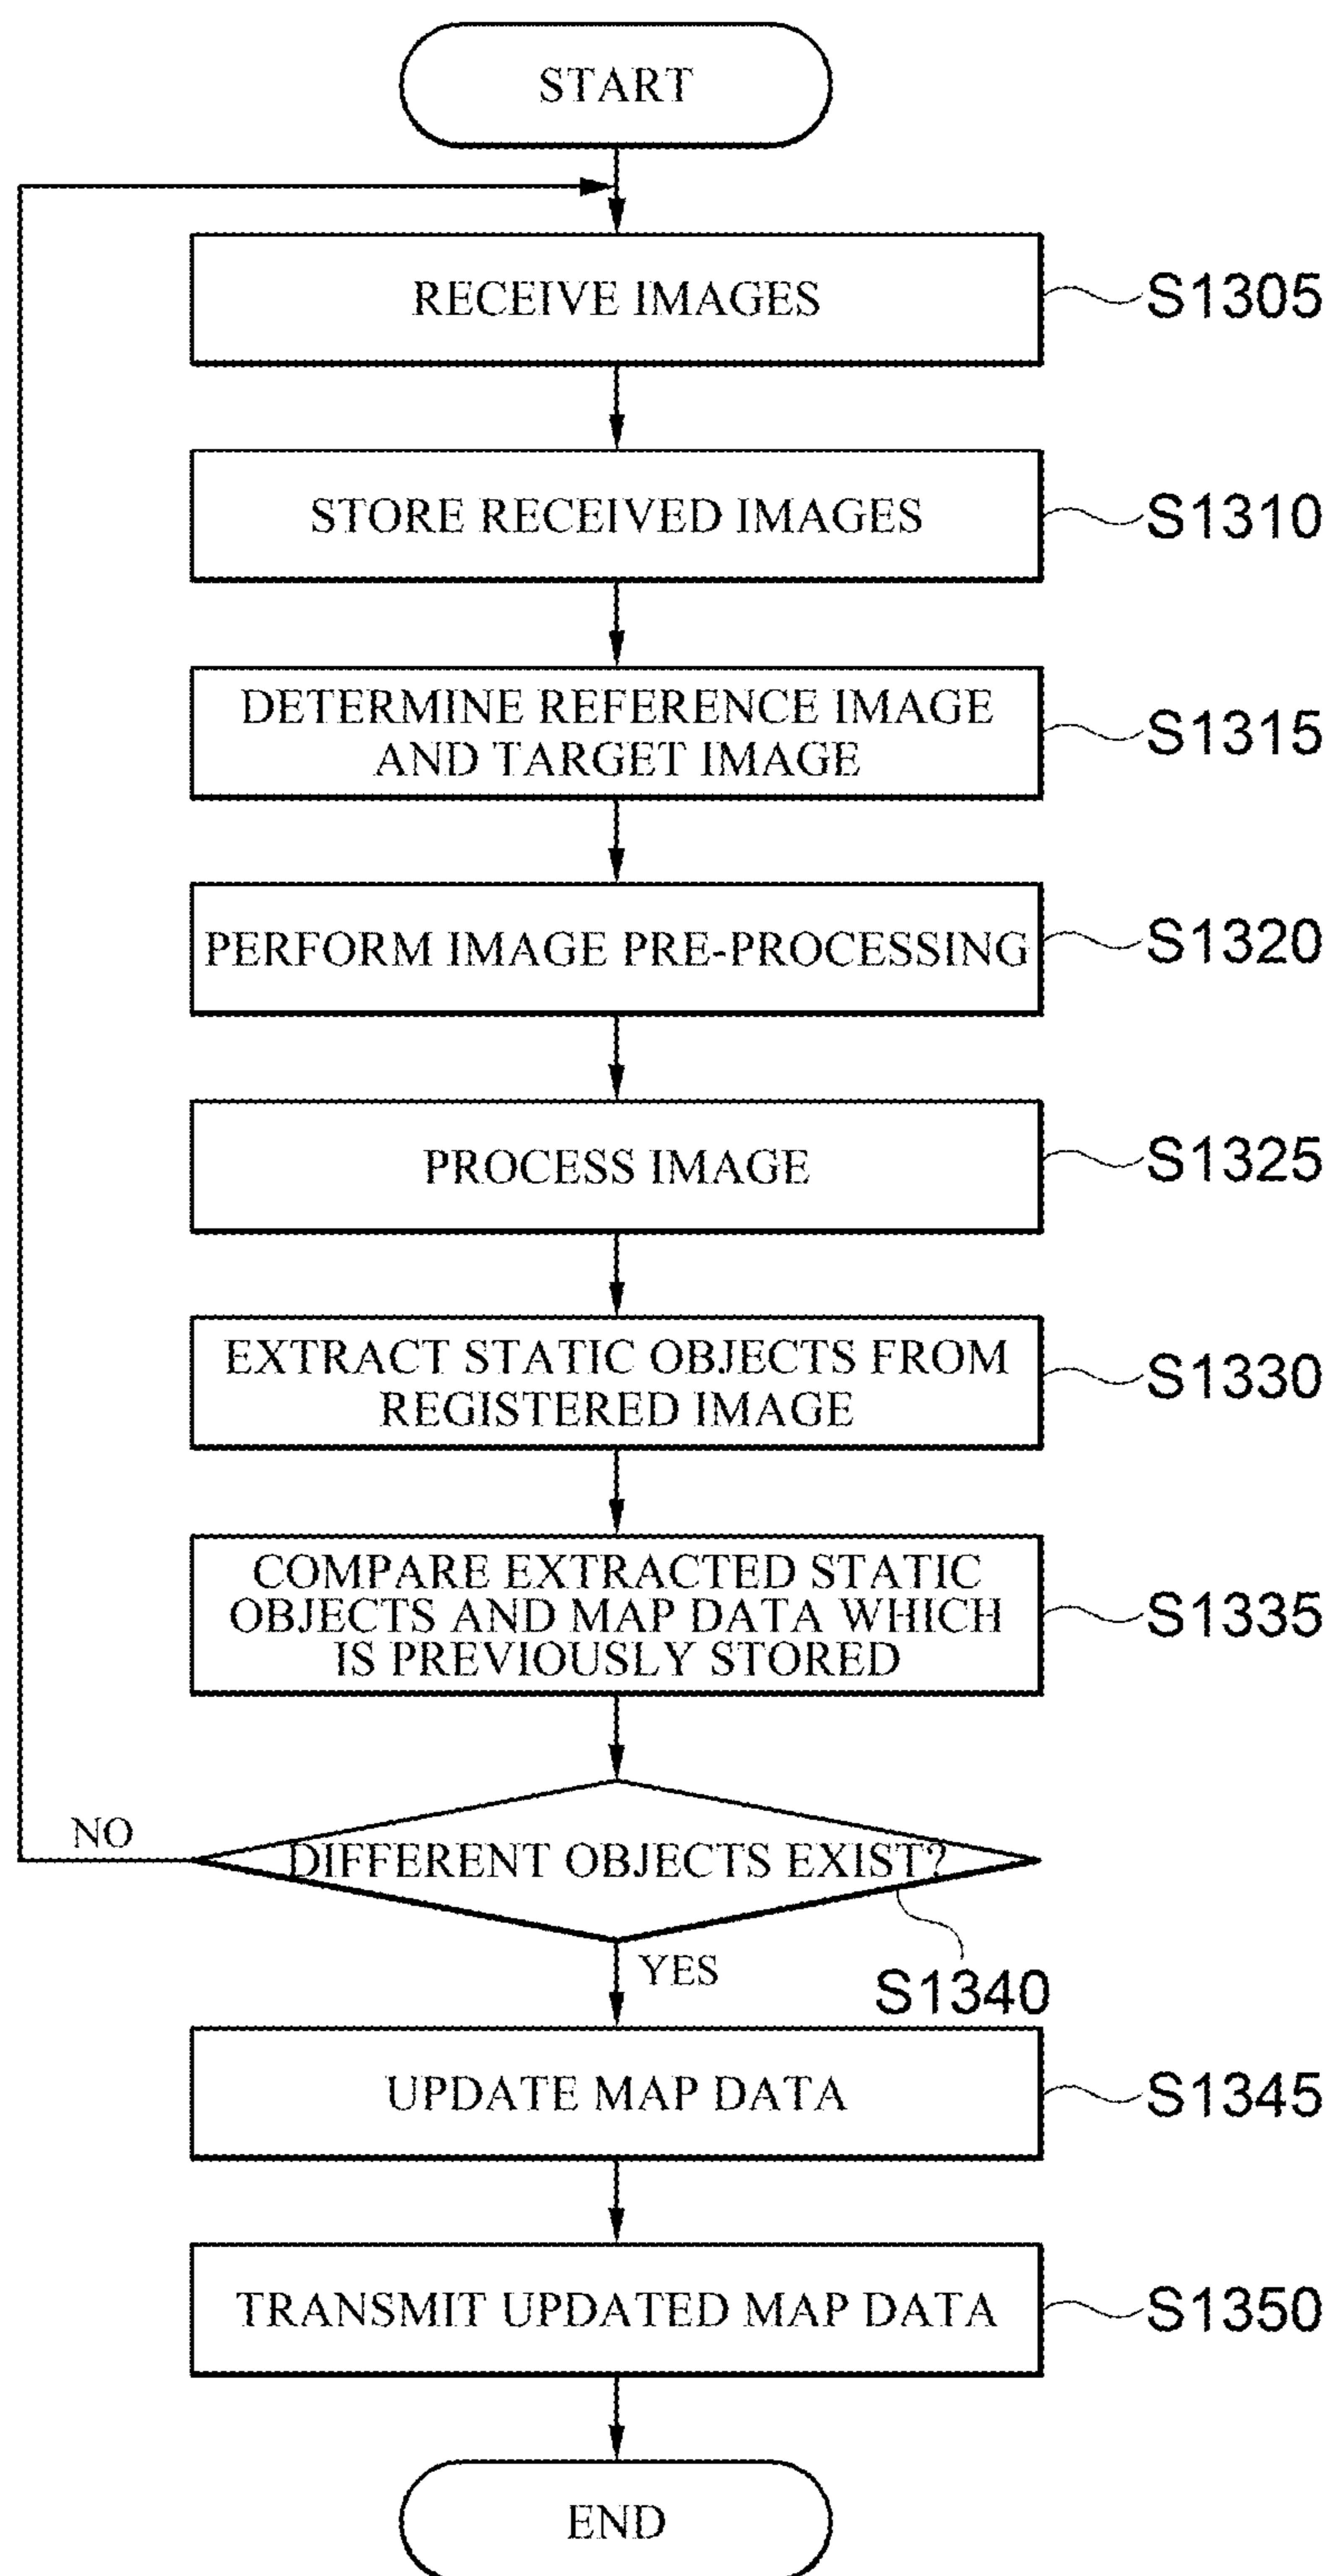 START
RECEIVE IMAGES
S1305
STORE RECEIVED IMAGES
S1310
DETERMINE REFERENCE IMAGE
AND TARGET IMAGE
S1315
PERFORM IMAGE PRE-PROCESSING
S1320
PROCESS IMAGE
S1325
EXTRACT STATIC OBJECTS FROM
REGISTERED IMAGE
S1330
COMPARE EXTRACTED STATIC
OBJECTS AND MAP DATA WHICH
IS PREVIOUSLY STORED
S1335
NO
DIFFERENT OBJECTS EXIST?
YES
S1340
UPDATE MAP DATA
S1345
TRANSMIT UPDATED MAP DATA
S1350
END